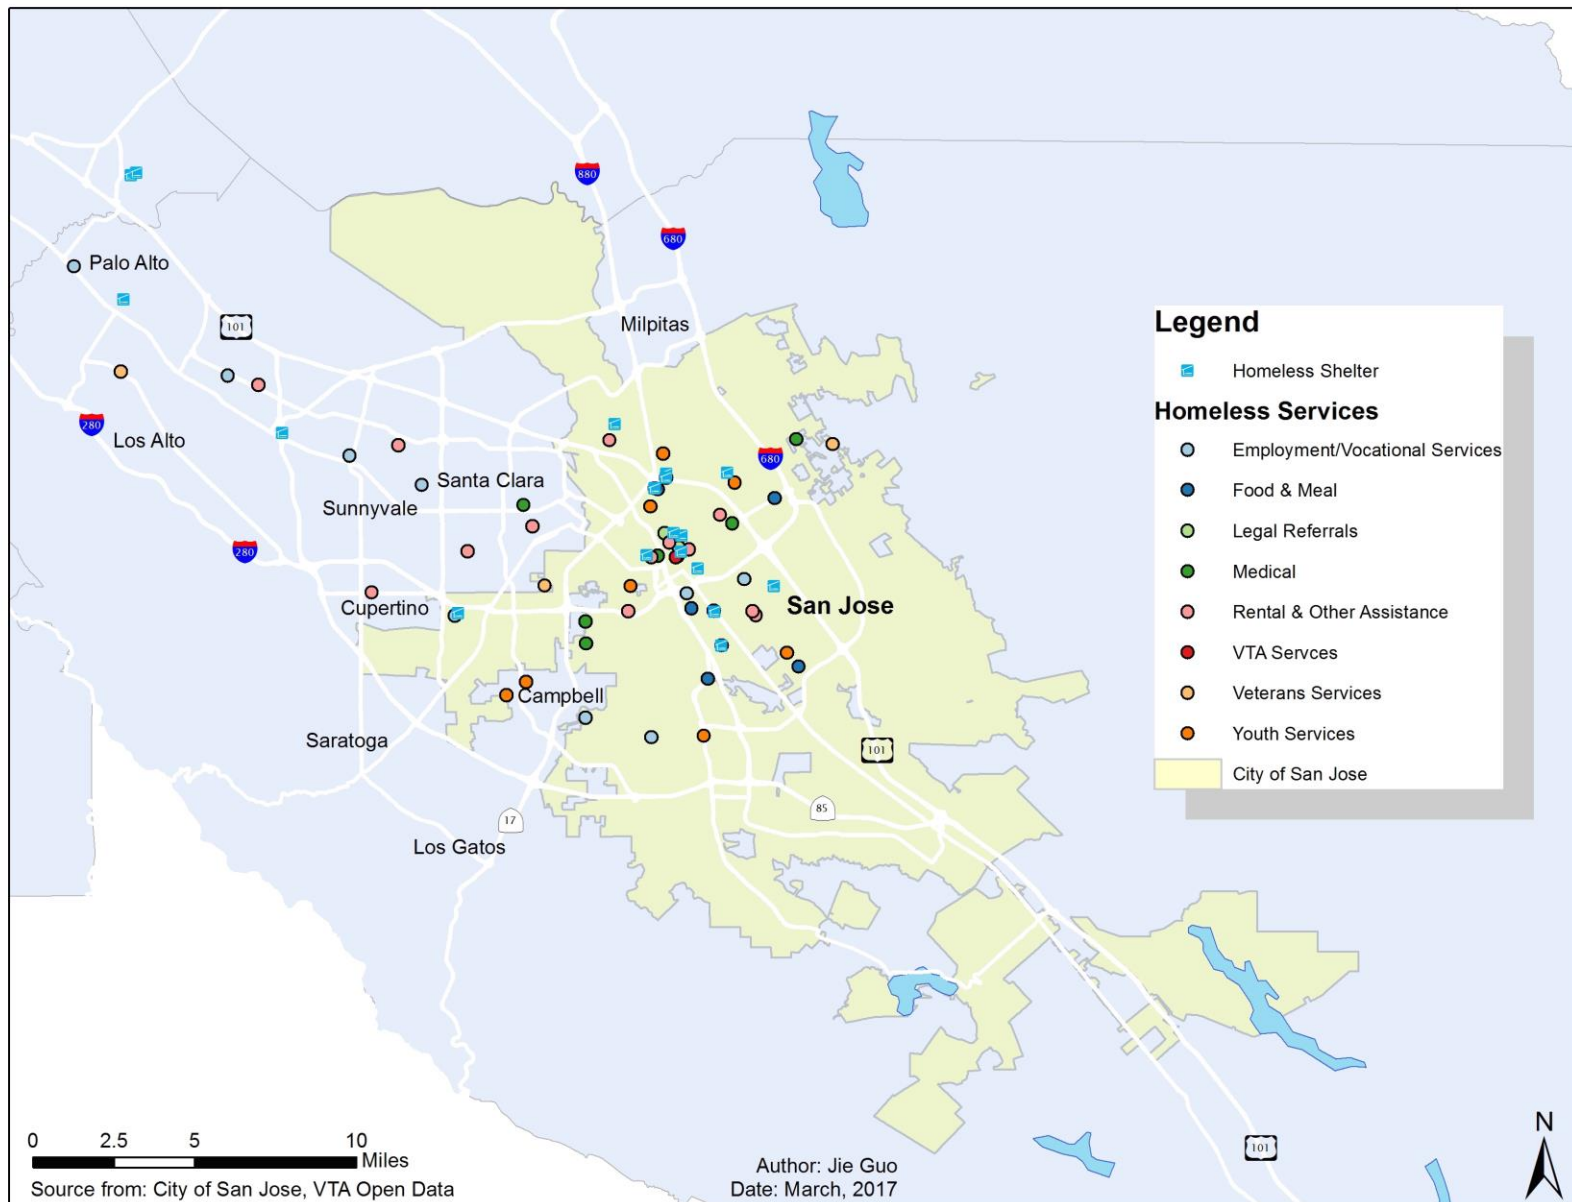 880
680
Palo Alto
101
Milpitas
280
Los Alto
680
Santa Clara
Sunnyvale
280
Cupertino
San Jose
Campbell
Saratoga
101
85
17
Los Gatos
101
Legend
Homeless Shelter
Homeless Services
Employment/Vocational Services
Food & Meal
Legal Referrals
Medical
Rental & Other Assistance
VTA Servces
Veterans Services
Youth Services
City of San Jose
0 2.5 5 10
Miles
Source from: City of San Jose, VTA Open Data
Author: Jie Guo
Date: March, 2017
N